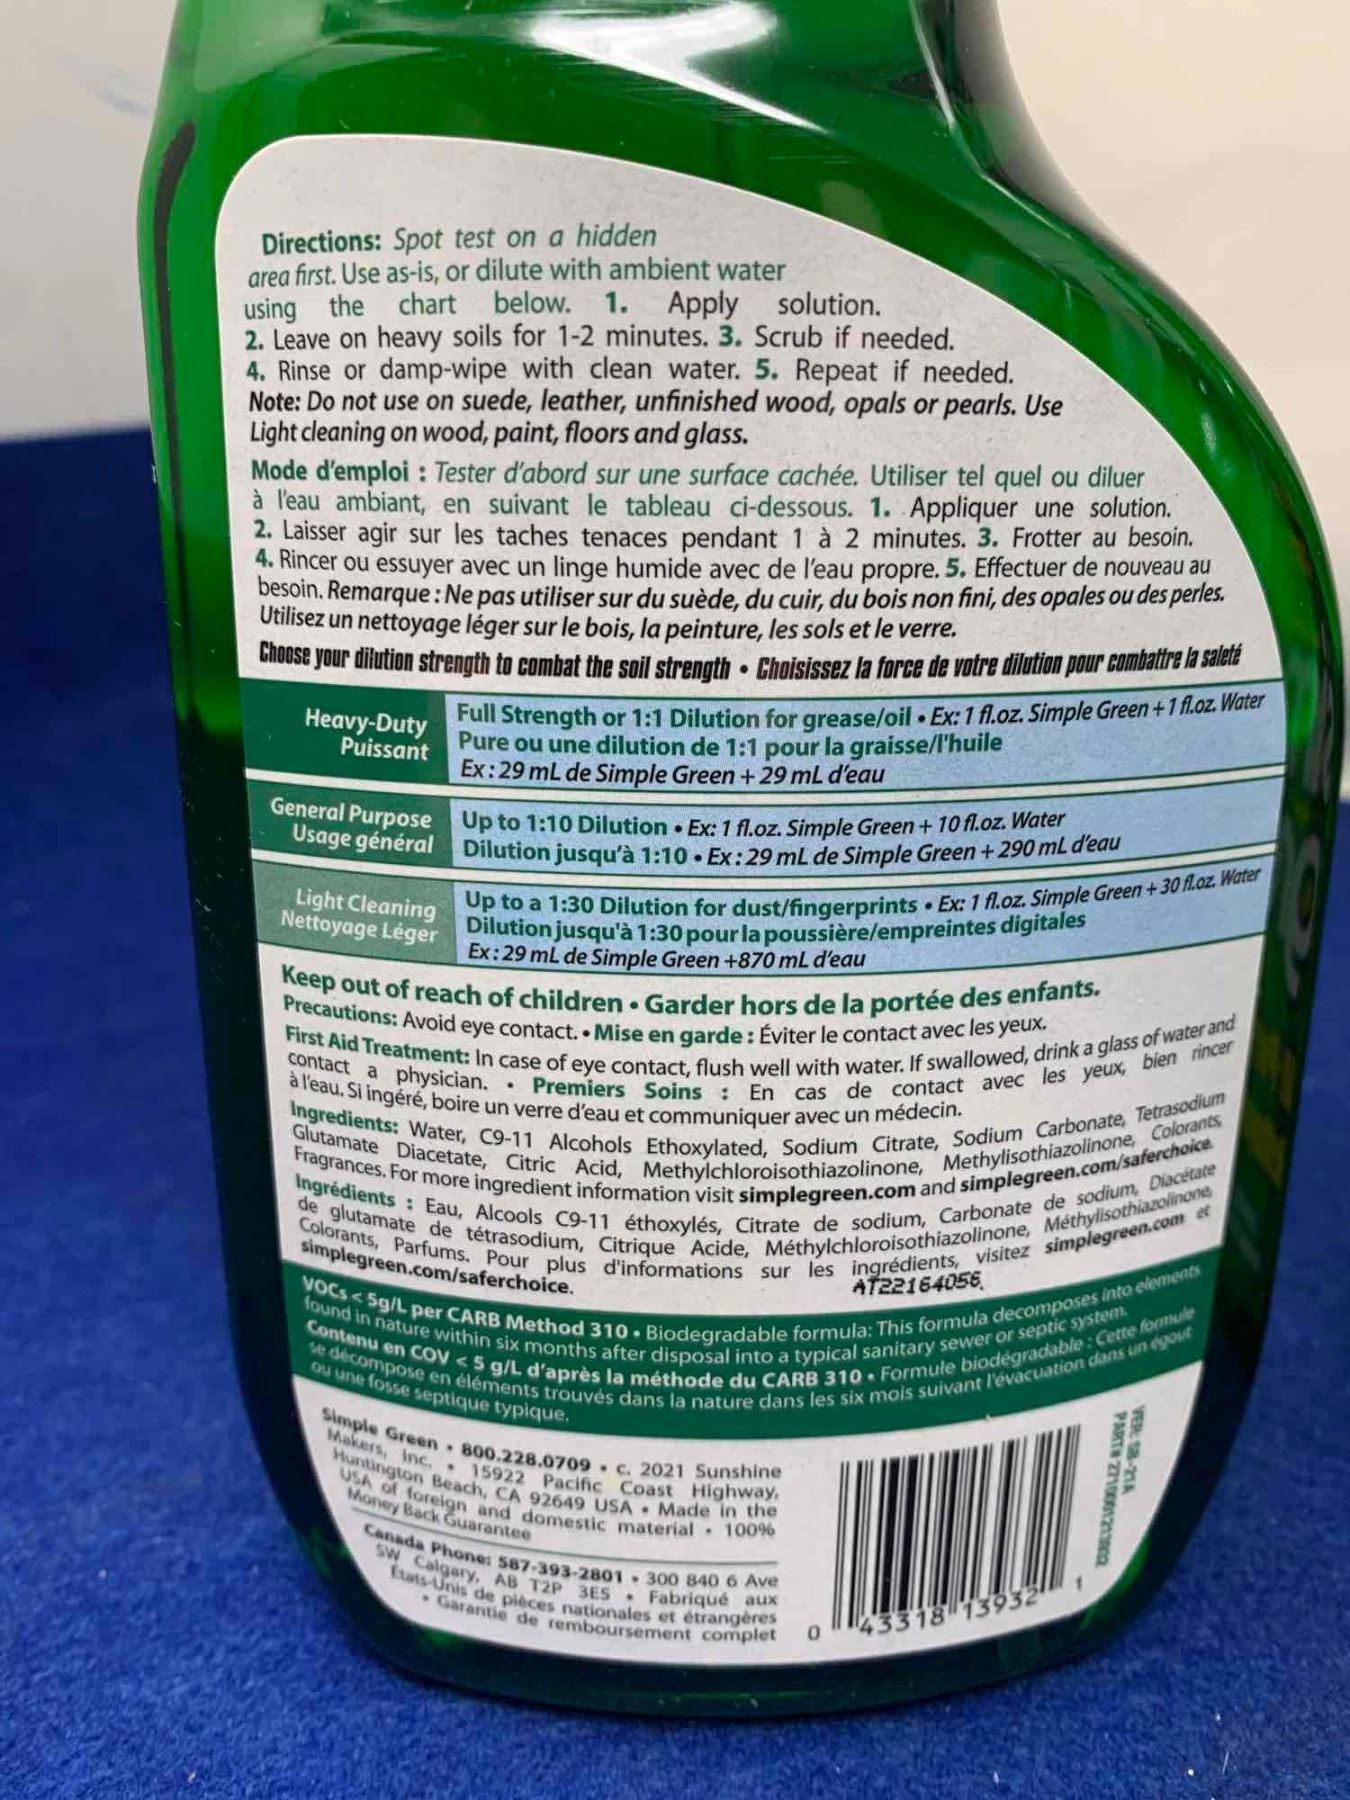 Directions: Spot test on a hidden
area first. Use as-is, or dilute with ambient water
using the chart below. 1. Apply solution.
2. Leave on heavy soils for 1-2 minutes. 3. Scrub if needed.
4. Rinse or damp-wipe with clean water. 5. Repeat if needed.
Note: Do not use on suede, leather, unfinished wood, opals or pearls. Use
Light cleaning on wood, paint, floors and glass.
Mode d'emploi : Tester d'abord sur une surface cachée. Utiliser tel quel ou diluer
à l'eau ambiant, en suivant le tableau ci-dessous. 1. Appliquer une solution.
2. Laisser agir sur les taches tenaces pendant 1 à 2 minutes. 3. Frotter au besoin.
4. Rincer ou essuyer avec un linge humide avec de l'eau propre. 5. Effectuer de nouveau au
besoin. Remarque : Ne pas utiliser sur du suède, du cuir, du bois non fini, des opales ou des perles.
Utilisez un nettoyage léger sur le bois, la peinture, les sols et le verre.
Choose your dilution strength to combat the soil strength • Choisissez la force de votre dilution pour combattre la saleté
Heavy-Duty
Puissant
Full Strength or 1:1 Dilution for grease/oil • Ex: 1 fl.oz. Simple Green + 1 fl.oz. Water
Pure ou une dilution de 1:1 pour la graisse/l'huile
Ex : 29 mL de Simple Green + 29 mL d'eau
General Purpose
Usage général
Up to 1:10 Dilution • Ex: 1 fl.oz. Simple Green + 10 fl.oz. Water
Dilution jusqu'à 1:10 • Ex : 29 mL de Simple Green + 290 mL d'eau
Light Cleaning
Nettoyage Léger
Up to a 1:30 Dilution for dust/fingerprints • Ex: 1 fl.oz. Simple Green + 30 fl.oz. Water
Dilution jusqu'à 1:30 pour la poussière/empreintes digitales
Ex : 29 mL de Simple Green +870 mL d'eau
Keep out of reach of children • Garder hors de la portée des enfants.
Precautions: Avoid eye contact. • Mise en garde : Éviter le contact avec les yeux.
First Aid Treatment: In case of eye contact, flush well with water. If swallowed, drink a glass of water and
contact a physician. • Premiers Soins : En cas de contact avec les yeux, bien rincer
à l'eau. Si ingéré, boire un verre d'eau et communiquer avec un médecin.
Ingredients: Water, C9-11 Alcohols Ethoxylated, Sodium Citrate, Sodium Carbonate, Tetrasodium
Glutamate Diacetate, Citric Acid, Methylchloroisothiazolinone, Methylisothiazolinone, Colorants,
Fragrances. For more ingredient information visit simplegreen.com and simplegreen.com/saferchoice.
Ingrédients : Eau, Alcools C9-11 éthoxylés, Citrate de sodium, Carbonate de sodium, Diacétate
de glutamate de tétrasodium, Citrique Acide, Méthylchloroisothiazolinone, Méthylisothiazolinone,
Colorants, Parfums. Pour plus d'informations sur les ingrédients, visitez simplegreen.com et
simplegreen.com/saferchoice.
AT22164056.
VOCs < 5g/L per CARB Method 310 • Biodegradable formula: This formula decomposes into elements
found in nature within six months after disposal into a typical sanitary sewer or septic system.
Contenu en COV < 5 g/L d'après la méthode du CARB 310 • Formule biodégradable : Cette formule
se décompose en éléments trouvés dans la nature dans les six mois suivant l'évacuation dans un égout
ou une fosse septique typique.
Simple Green • 800.228.0709 • c. 2021 Sunshine
Makers, Inc. • 15922 Pacific Coast Highway,
Huntington Beach, CA 92649 USA • Made in the
USA of foreign and domestic material • 100%
Money Back Guarantee
Canada Phone: 587-393-2801 • 300 840 6 Ave
SW Calgary, AB T2P 3E5 • Fabriqué aux
États-Unis de pièces nationales et étrangères
• Garantie de remboursement complet
0 43318 13932 1
VER: SB-21A
PART# 2710001213932